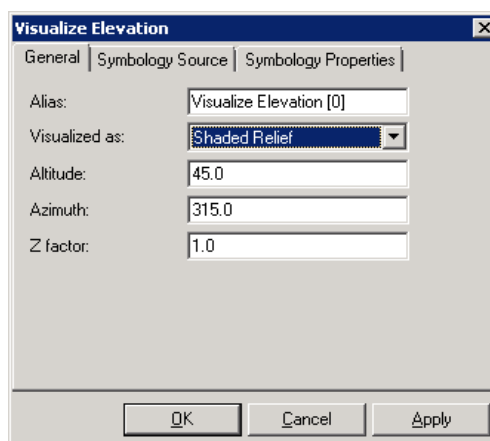 Visualize Elevation
General Symbology Source Symbology Properties
Alias: Visualize Elevation [0]
Visualized as: Shaded Relief
Altitude: 45.0
Azimuth: 315.0
Z factor: 1.0
OK Cancel Apply